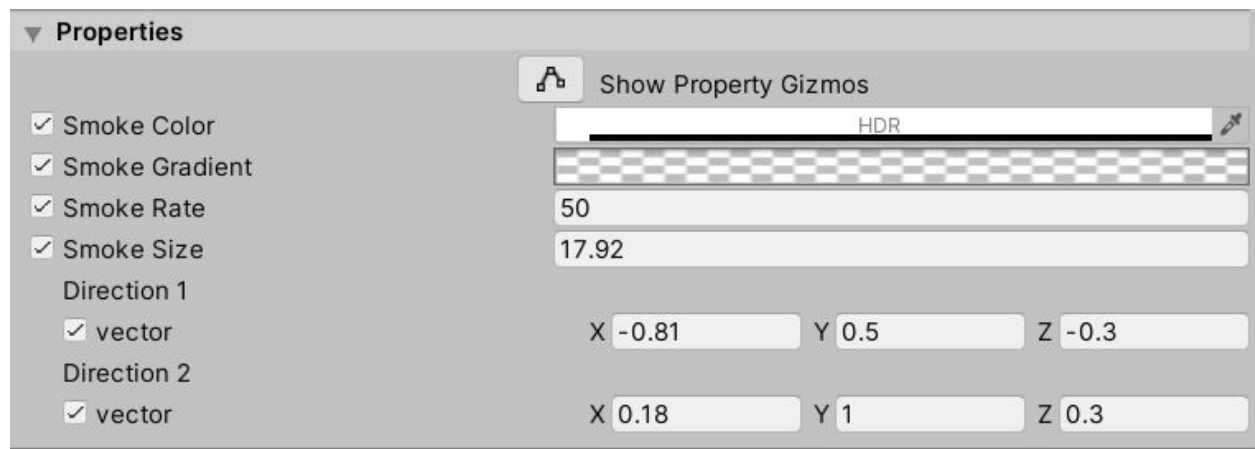 Properties
Show Property Gizmos
Smoke Color HDR
Smoke Gradient
Smoke Rate 50
Smoke Size 17.92
Direction 1
vector X -0.81 Y 0.5 Z -0.3
Direction 2
vector X 0.18 Y 1 Z 0.3